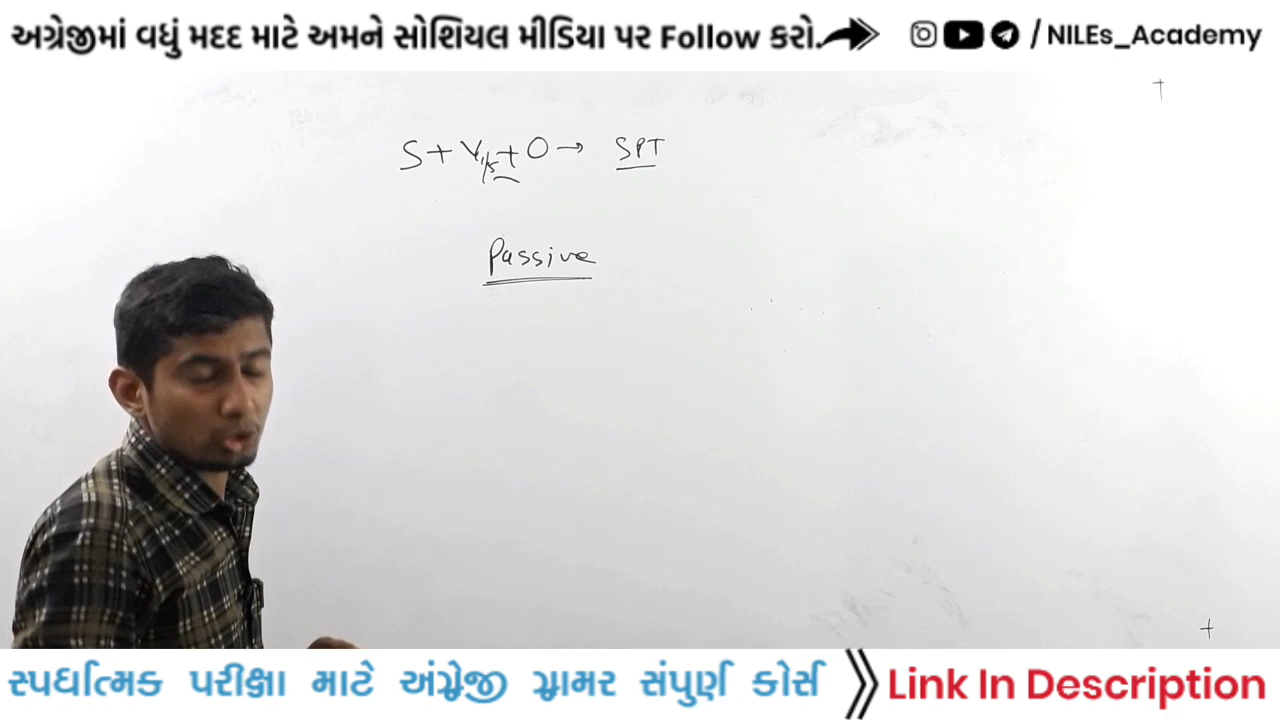 અગ્રેજીમાં વધું મદદ માટે અમને સોશિયલ મીડિયા પર Follow કરો. / NILEs_Academy
S + V₁/₅ + O → SPT
Passive
સ્પર્ધાત્મક પરીક્ષા માટે અંગ્રેજી ગ્રામર સંપુર્ણ કોર્સ Link In Description